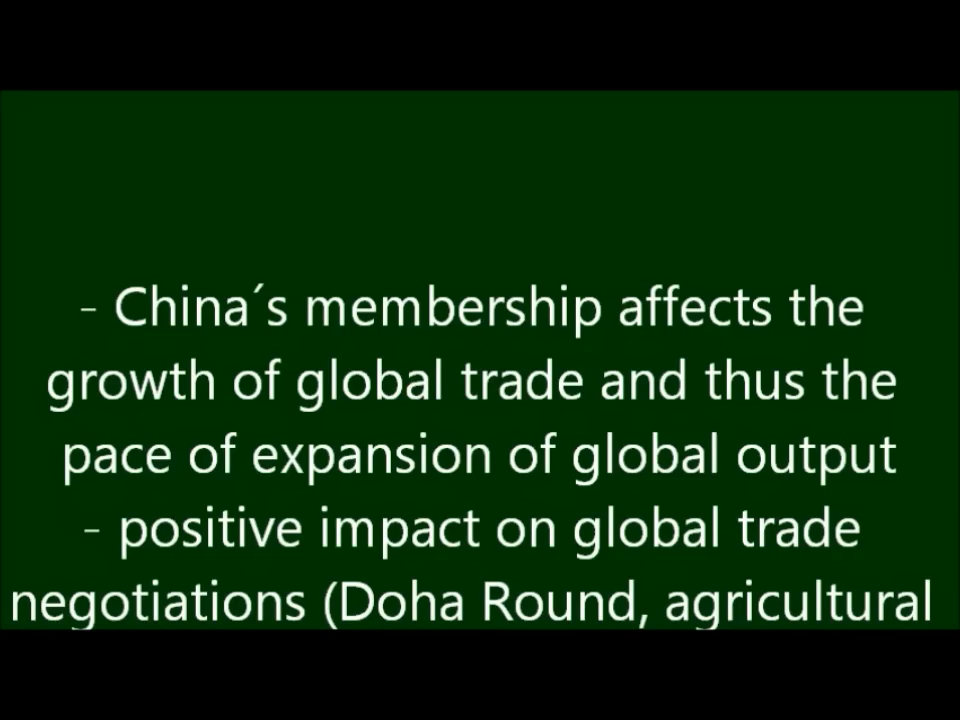 - China´s membership affects the
growth of global trade and thus the
pace of expansion of global output
- positive impact on global trade
negotiations (Doha Round, agricultural